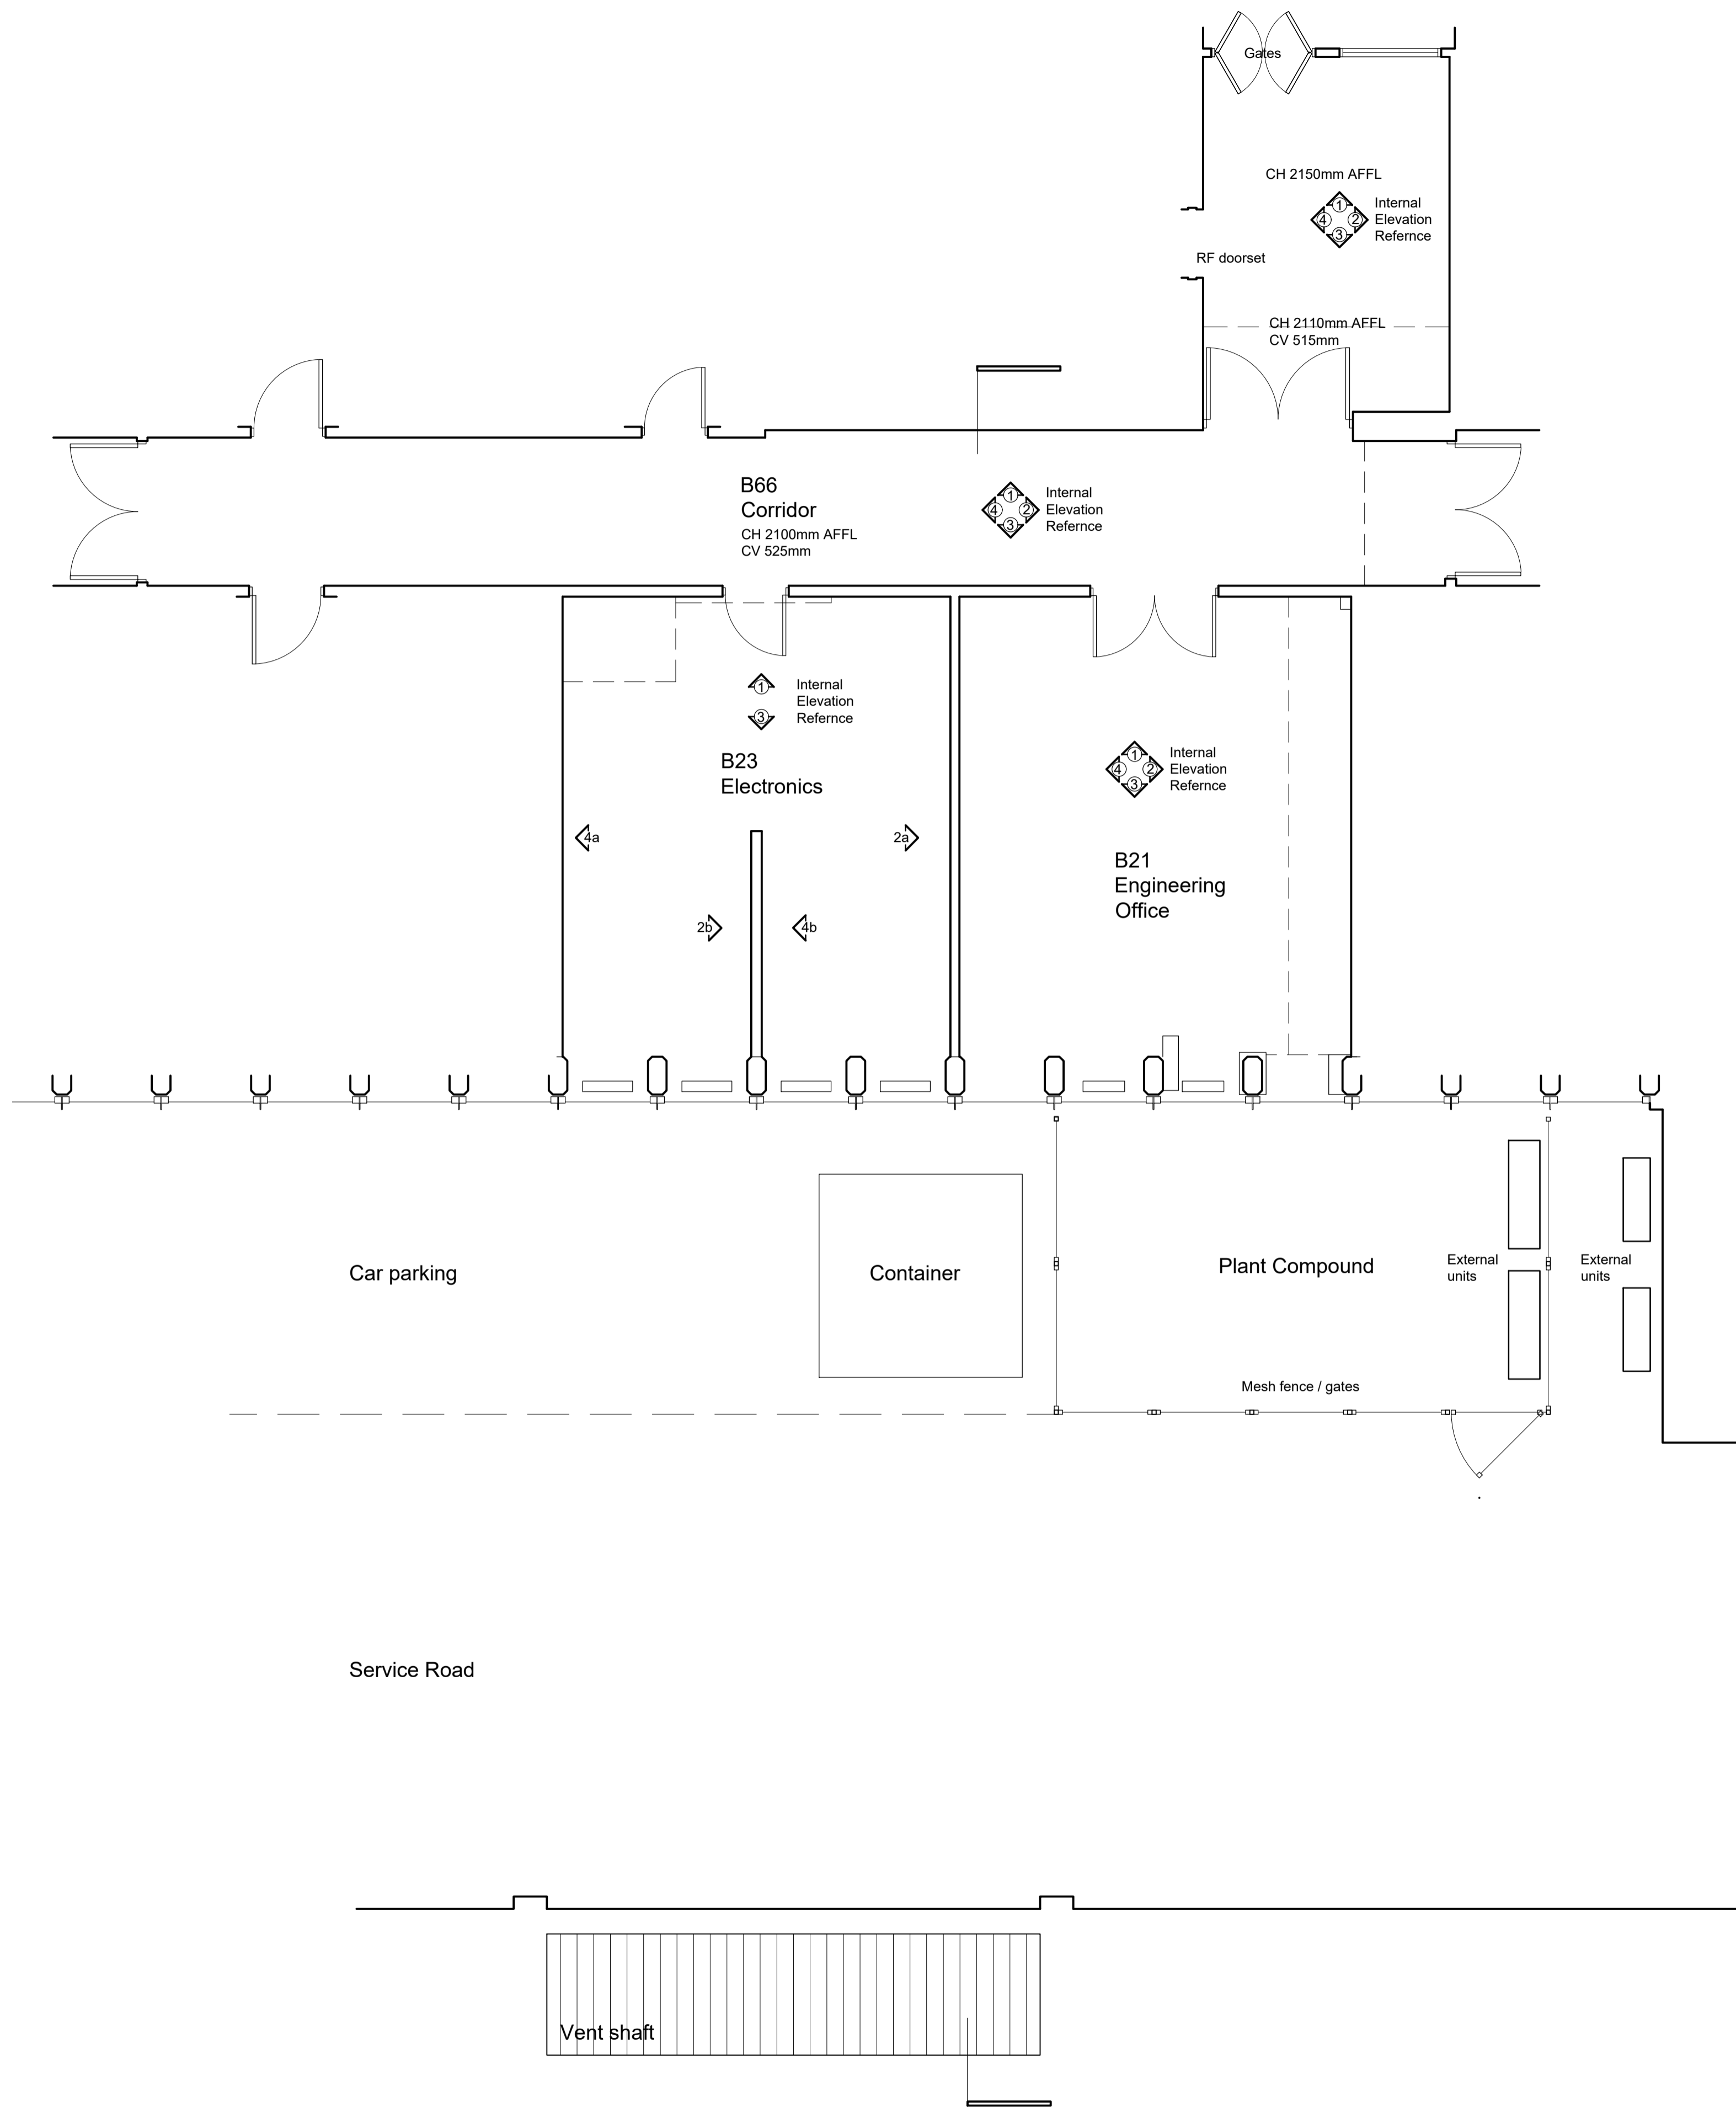 Gates
CH 2150mm AFFL
1
4
2
3
Internal
Elevation
Refernce
RF doorset
CH 2110mm AFFL
CV 515mm
B66
Corridor
CH 2100mm AFFL
CV 525mm
1
4
2
3
Internal
Elevation
Refernce
1
3
Internal
Elevation
Refernce
B23
Electronics
4a
2a
2b
4b
1
4
2
3
Internal
Elevation
Refernce
B21
Engineering
Office
Car parking
Container
Plant Compound
External
units
External
units
Mesh fence / gates
Service Road
Vent shaft